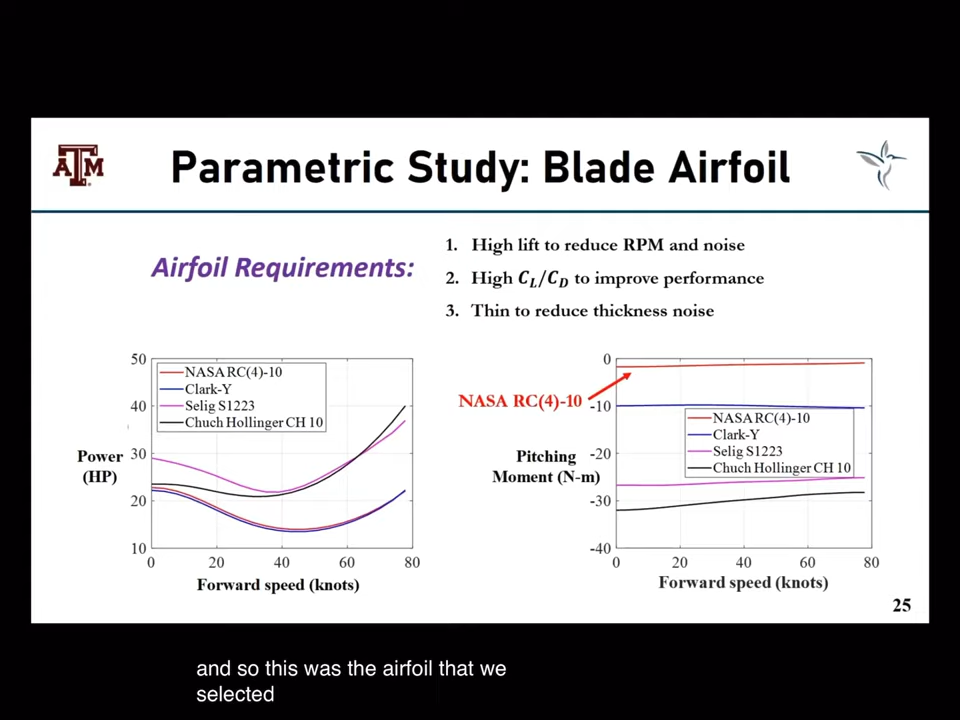 ATM
Parametric Study: Blade Airfoil
Airfoil Requirements:
1. High lift to reduce RPM and noise
2. High C_L/C_D to improve performance
3. Thin to reduce thickness noise
50
40
30
20
10
Power
(HP)
NASA RC(4)-10
Clark-Y
Selig S1223
Chuch Hollinger CH 10
0 20 40 60 80
Forward speed (knots)
NASA RC(4)-10
0
-10
-20
-30
-40
Pitching
Moment (N-m)
NASA RC(4)-10
Clark-Y
Selig S1223
Chuch Hollinger CH 10
0 20 40 60 80
Forward speed (knots)
25
and so this was the airfoil that we
selected